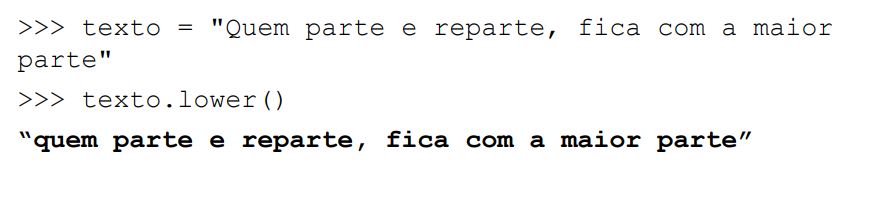 >>> texto = "Quem parte e reparte, fica com a maior
parte"
>>> texto.lower()
“quem parte e reparte, fica com a maior parte”